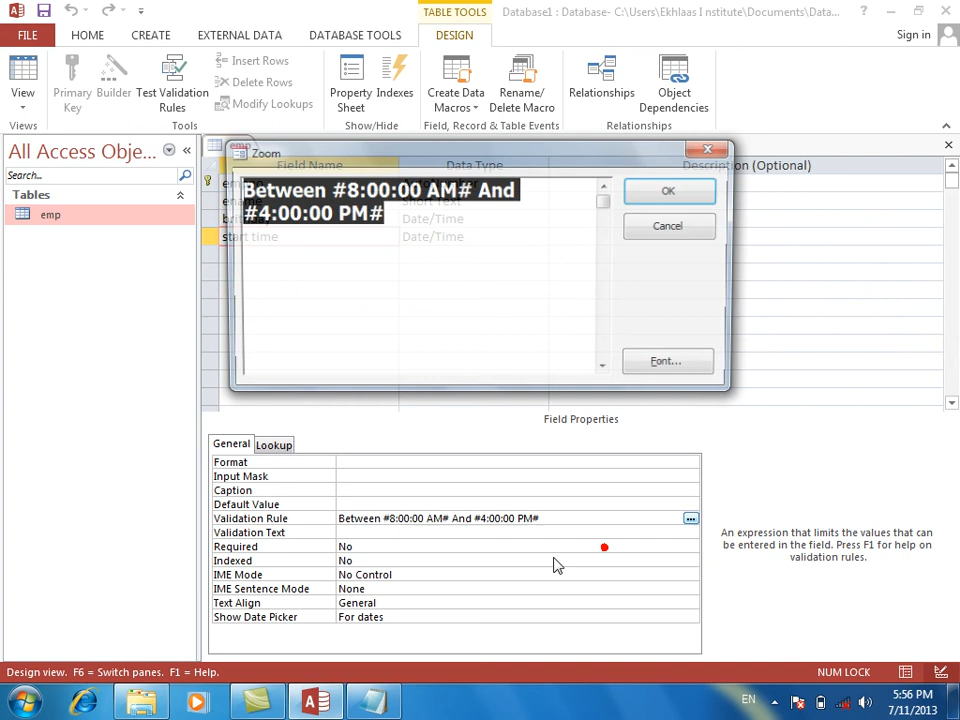 TABLE TOOLS
Database1 : Database- C:\Users\Ekhlaas I nstitute\Documents\Data...
FILE
HOME
CREATE
EXTERNAL DATA
DATABASE TOOLS
DESIGN
Sign in
View
Primary Key
Builder
Test Validation Rules
Insert Rows
Delete Rows
Modify Lookups
Property Sheet
Indexes
Create Data Macros
Rename/ Delete Macro
Relationships
Object Dependencies
Views
Tools
Show/Hide
Field, Record & Table Events
Relationships
All Access Obje...
Search...
Tables
emp
emp
Zoom
Field Name
Data Type
Description (Optional)
Between #8:00:00 AM# And
#4:00:00 PM#
Short Text
Date/Time
start time
Date/Time
OK
Cancel
Font...
Field Properties
General
Lookup
Format
Input Mask
Caption
Default Value
Validation Rule
Between #8:00:00 AM# And #4:00:00 PM#
Validation Text
Required
No
Indexed
No
IME Mode
No Control
IME Sentence Mode
None
Text Align
General
Show Date Picker
For dates
An expression that limits the values that can
be entered in the field. Press F1 for help on
validation rules.
Design view. F6 = Switch panes. F1 = Help.
NUM LOCK
EN
5:56 PM
7/11/2013